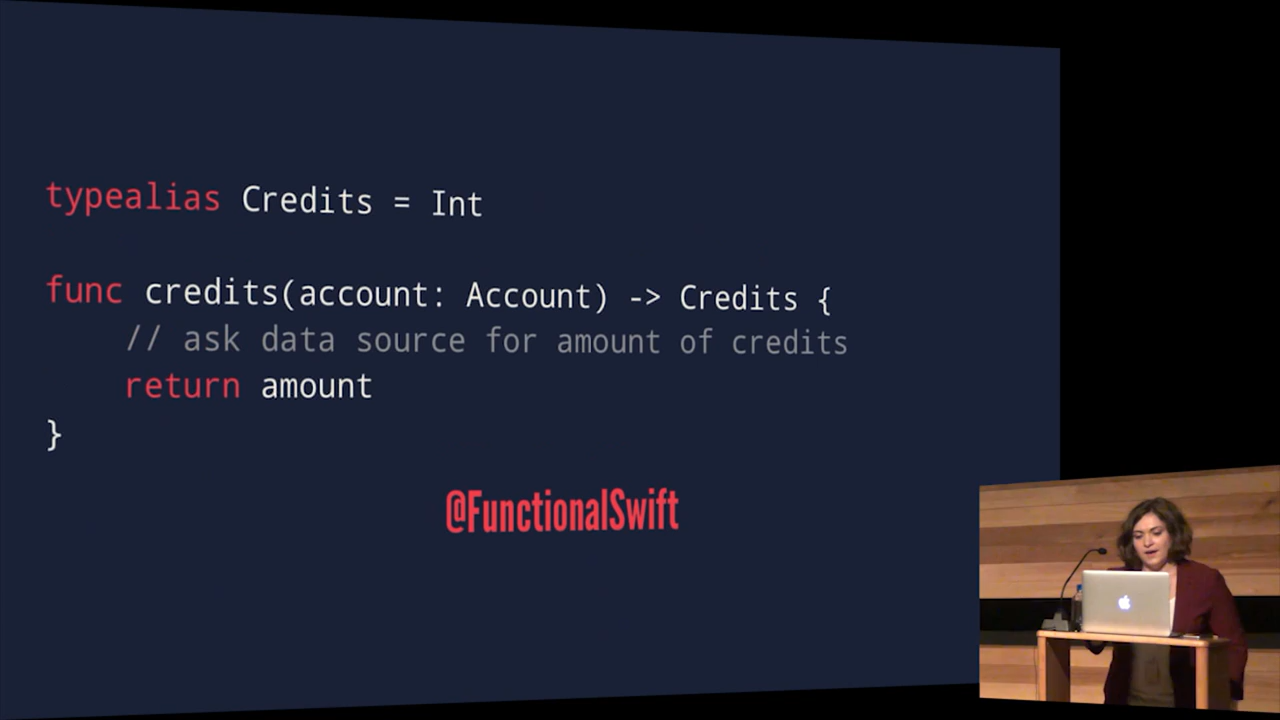 typealias Credits = Int
func credits(account: Account) -> Credits {
// ask data source for amount of credits
return amount
}
@FunctionalSwift